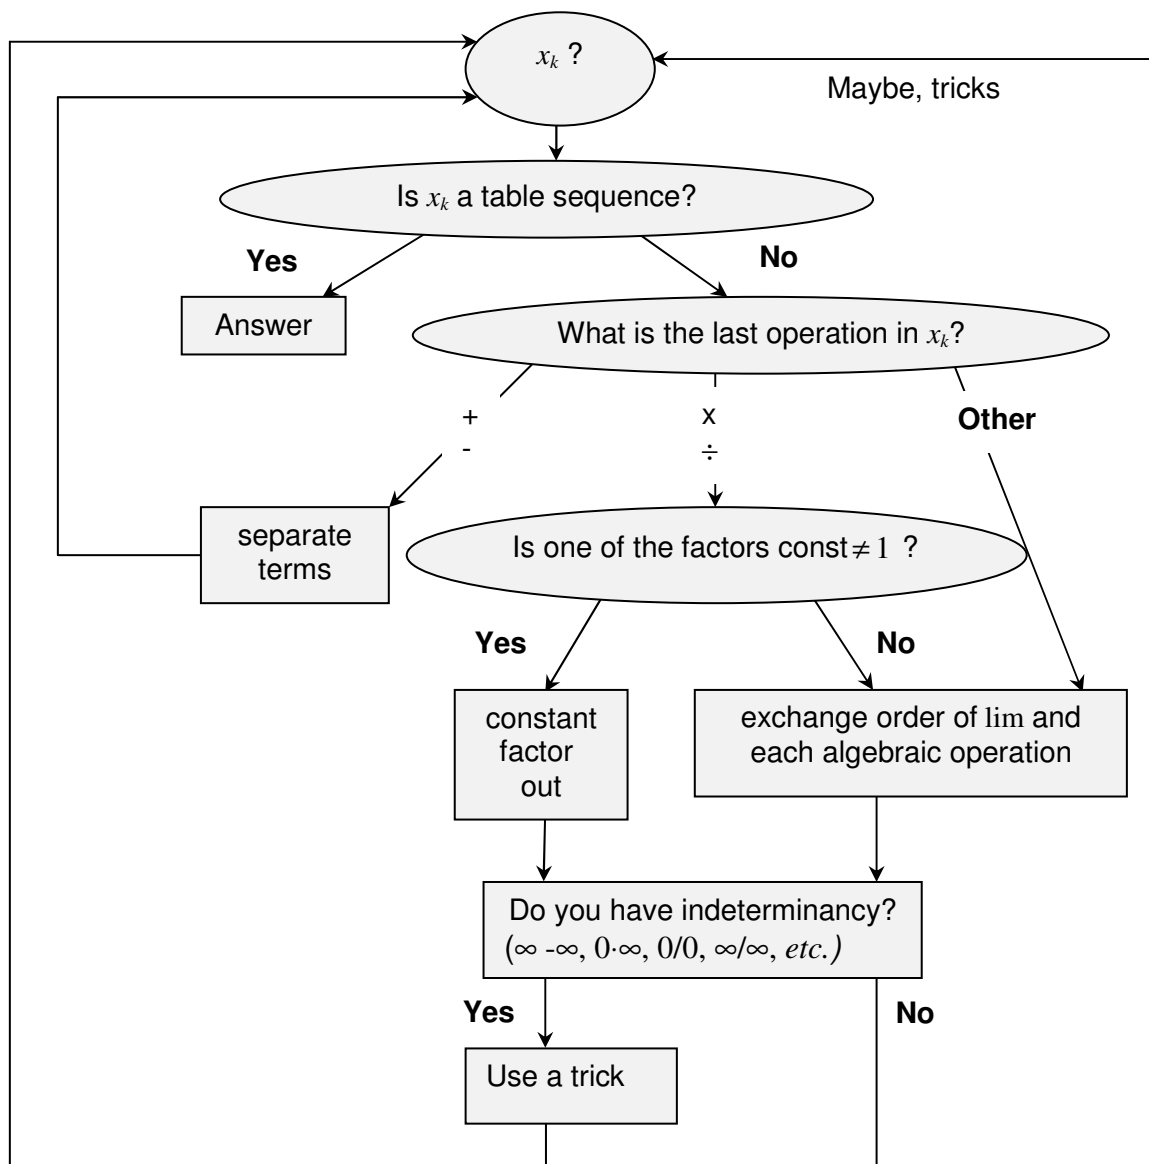 x_k ?
Maybe, tricks
Is x_k a table sequence?
Yes
No
Answer
What is the last operation in x_k?
+
-
x
÷
Other
separate
terms
Is one of the factors const ≠ 1 ?
Yes
No
constant
factor
out
exchange order of lim and
each algebraic operation
Do you have indeterminancy?
(∞ -∞, 0·∞, 0/0, ∞/∞, etc.)
Yes
No
Use a trick